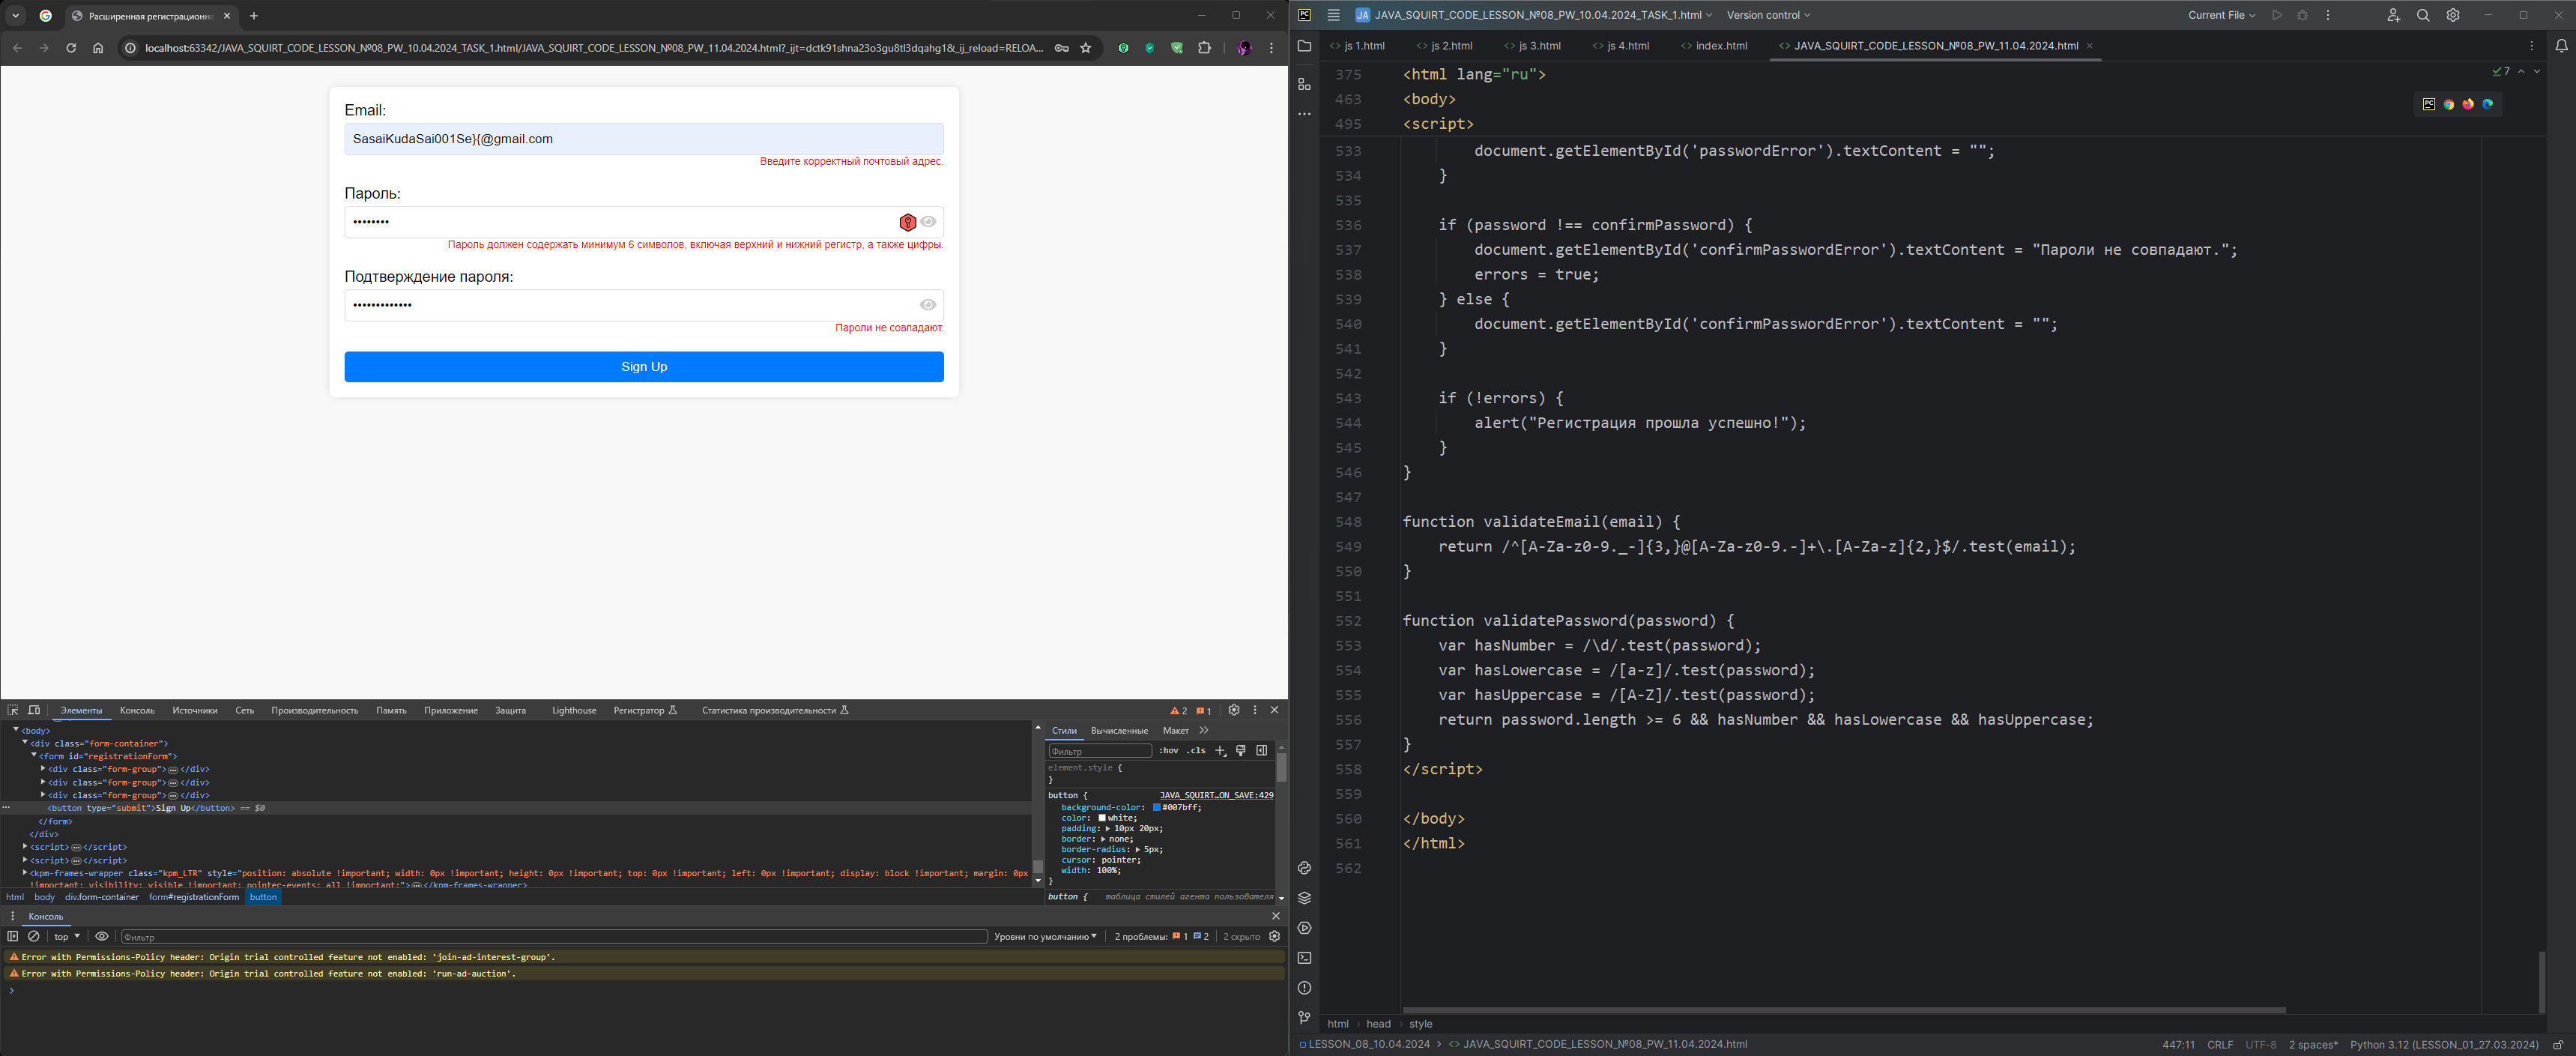 Расширенная регистрационна
localhost:63342/JAVA_SQUIRT_CODE_LESSON_№08_PW_10.04.2024_TASK_1.html/JAVA_SQUIRT_CODE_LESSON_№08_PW_11.04.2024.html?_ijt=dctk91shna23o3gu8tl3dqahg1&_ij_reload=RELOA...
Email:
SasaiKudaSai001Se}{@gmail.com
Введите корректный почтовый адрес.
Пароль:
••••••••
Пароль должен содержать минимум 6 символов, включая верхний и нижний регистр, а также цифры.
Подтверждение пароля:
•••••••••••••
Пароли не совпадают.
Sign Up
Элементы Консоль Источники Сеть Производительность Память Приложение Защита Lighthouse Регистратор Статистика производительности 2 1
<body>
<div class="form-container">
<form id="registrationForm">
<div class="form-group">…</div>
<div class="form-group">…</div>
<div class="form-group">…</div>
<button type="submit">Sign Up</button> == $0
</form>
</div>
<script>…</script>
<script>…</script>
<kpm-frames-wrapper class="kpm_LTR" style="position: absolute !important; width: 0px !important; height: 0px !important; top: 0px !important; left: 0px !important; display: block !important; margin: 0px
!important; visibility: visible !important; pointer-events: all !important;">…</kpm-frames-wrapper>
html body div.form-container form#registrationForm button
Стили Вычисленные Макет
Фильтр :hov .cls
element.style {
}
button { JAVA_SQUIRT…ON_SAVE:429
background-color: #007bff;
color: white;
padding: 10px 20px;
border: none;
border-radius: 5px;
cursor: pointer;
width: 100%;
}
button { таблица стилей агента пользователя
Консоль
top Фильтр Уровни по умолчанию 2 проблемы: 1 2 2 скрыто
Error with Permissions-Policy header: Origin trial controlled feature not enabled: 'join-ad-interest-group'.
Error with Permissions-Policy header: Origin trial controlled feature not enabled: 'run-ad-auction'.
PC JA JAVA_SQUIRT_CODE_LESSON_№08_PW_10.04.2024_TASK_1.html Version control Current File
js 1.html js 2.html js 3.html js 4.html index.html JAVA_SQUIRT_CODE_LESSON_№08_PW_11.04.2024.html
7
375 <html lang="ru">
463 <body>
495 <script>
533 document.getElementById('passwordError').textContent = "";
534 }
535
536 if (password !== confirmPassword) {
537 document.getElementById('confirmPasswordError').textContent = "Пароли не совпадают.";
538 errors = true;
539 } else {
540 document.getElementById('confirmPasswordError').textContent = "";
541 }
542
543 if (!errors) {
544 alert("Регистрация прошла успешно!");
545 }
546 }
547
548 function validateEmail(email) {
549 return /^[A-Za-z0-9._-]{3,}@[A-Za-z0-9.-]+\.[A-Za-z]{2,}$/.test(email);
550 }
551
552 function validatePassword(password) {
553 var hasNumber = /\d/.test(password);
554 var hasLowercase = /[a-z]/.test(password);
555 var hasUppercase = /[A-Z]/.test(password);
556 return password.length >= 6 && hasNumber && hasLowercase && hasUppercase;
557 }
558 </script>
559
560 </body>
561 </html>
562
html > head > style
LESSON_08_10.04.2024 > JAVA_SQUIRT_CODE_LESSON_№08_PW_11.04.2024.html 447:11 CRLF UTF-8 2 spaces* Python 3.12 (LESSON_01_27.03.2024)